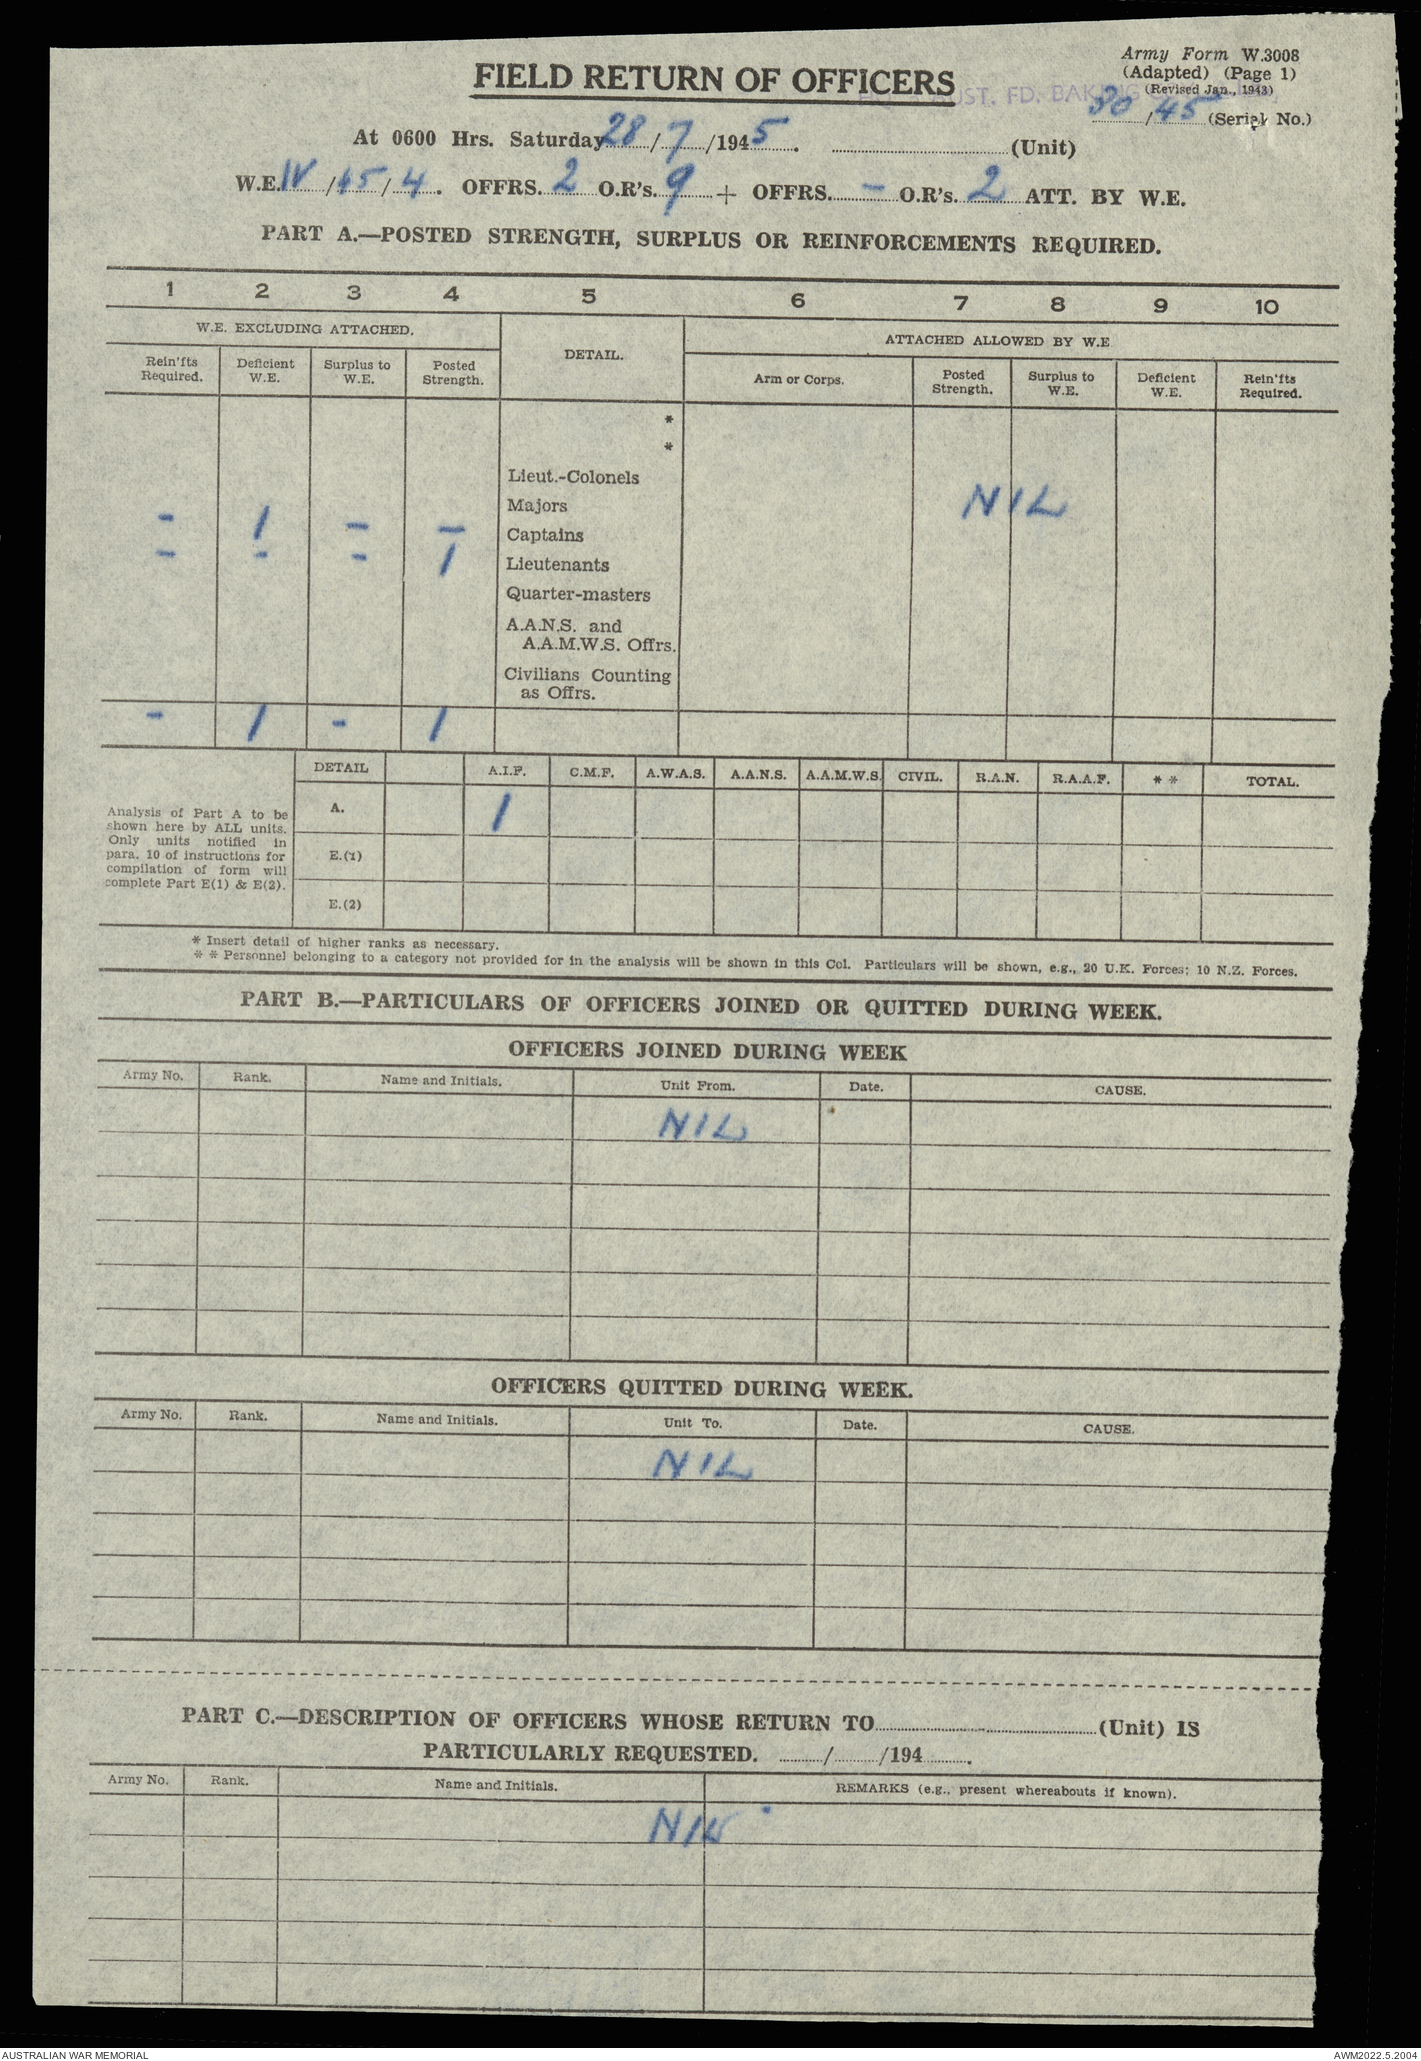 Army Form W.3008
(Adapted) (Page 1)
(Revised Jan., 1943)
FIELD RETURN OF OFFICERS
AUST. FD. BAKING
80/45 (Serial No.)
At 0600 Hrs. Saturday 28/7/1945. (Unit)
W.E. IV/45/4. OFFRS. 2 O.R's. 9 + OFFRS. - O.R's. 2 ATT. BY W.E.
PART A.—POSTED STRENGTH, SURPLUS OR REINFORCEMENTS REQUIRED.
1 2 3 4 5 6 7 8 9 10
W.E. EXCLUDING ATTACHED. DETAIL. ATTACHED ALLOWED BY W.E
Rein'fts Required. Deficient W.E. Surplus to W.E. Posted Strength. Arm or Corps. Posted Strength. Surplus to W.E. Deficient W.E. Rein'fts Required.
*
*
Lieut.-Colonels
Majors NIL
- 1 - - Captains
- - - 1 Lieutenants
Quarter-masters
A.A.N.S. and
A.A.M.W.S. Offrs.
Civilians Counting
as Offrs.
- 1 - 1
DETAIL A.I.F. C.M.F. A.W.A.S. A.A.N.S. A.A.M.W.S. CIVIL. R.A.N. R.A.A.F. * * TOTAL.
A. 1
Analysis of Part A to be
shown here by ALL units.
Only units notified in
para. 10 of instructions for
compilation of form will
complete Part E(1) & E(2).
E.(1)
E.(2)
* Insert detail of higher ranks as necessary.
* * Personnel belonging to a category not provided for in the analysis will be shown in this Col. Particulars will be shown, e.g., 20 U.K. Forces; 10 N.Z. Forces.
PART B.—PARTICULARS OF OFFICERS JOINED OR QUITTED DURING WEEK.
OFFICERS JOINED DURING WEEK
Army No. Rank. Name and Initials. Unit From. Date. CAUSE.
NIL
OFFICERS QUITTED DURING WEEK.
Army No. Rank. Name and Initials. Unit To. Date. CAUSE.
NIL
PART C.—DESCRIPTION OF OFFICERS WHOSE RETURN TO (Unit) IS
PARTICULARLY REQUESTED. / /194 .
Army No. Rank. Name and Initials. REMARKS (e.g., present whereabouts if known).
NIL
AUSTRALIAN WAR MEMORIAL AWM2022.5.2004